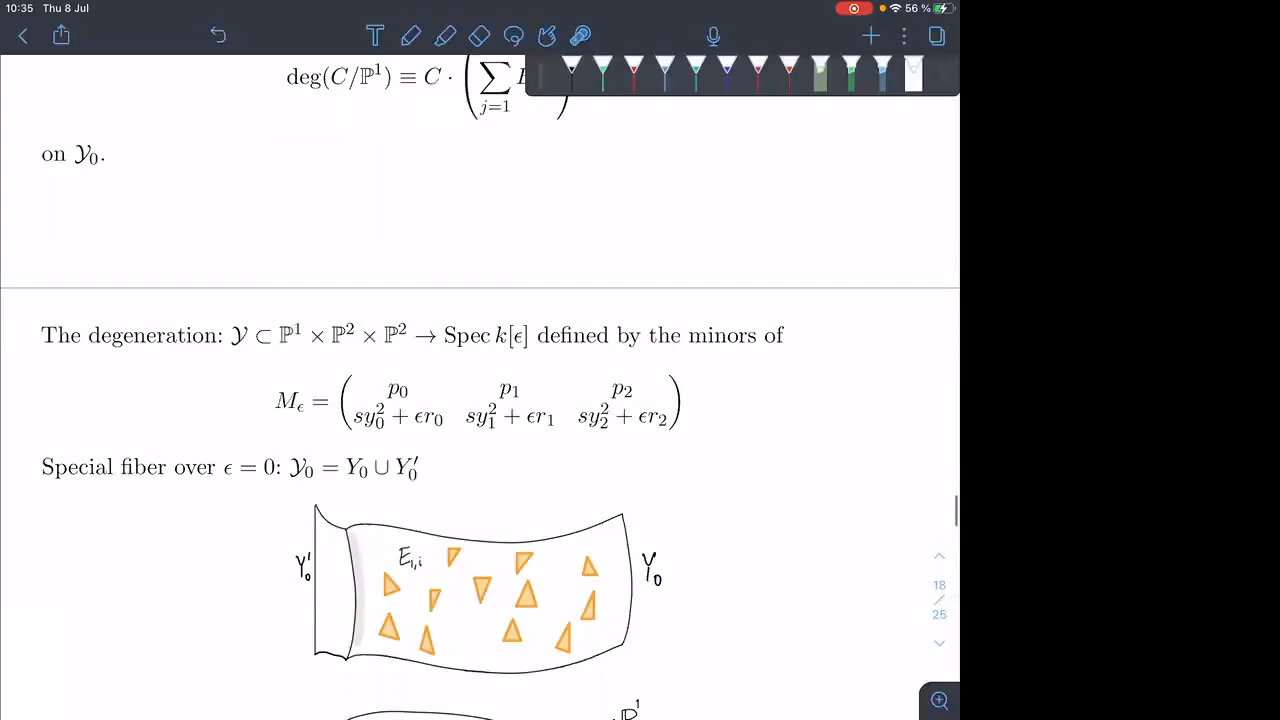 10:35 Thu 8 Jul 56 %
deg(C/ℙ¹) ≡ C · (∑_{j=1}
on 𝒴₀.
The degeneration: 𝒴 ⊂ ℙ¹ × ℙ² × ℙ² → Spec k[ϵ] defined by the minors of
M_ϵ = ( p₀ p₁ p₂
sy₀² + ϵr₀ sy₁² + ϵr₁ sy₂² + ϵr₂ )
Special fiber over ϵ = 0: 𝒴₀ = Y₀ ∪ Y₀′
Y₀′ E_{i,i} Y₀
ℙ¹
18
/
25